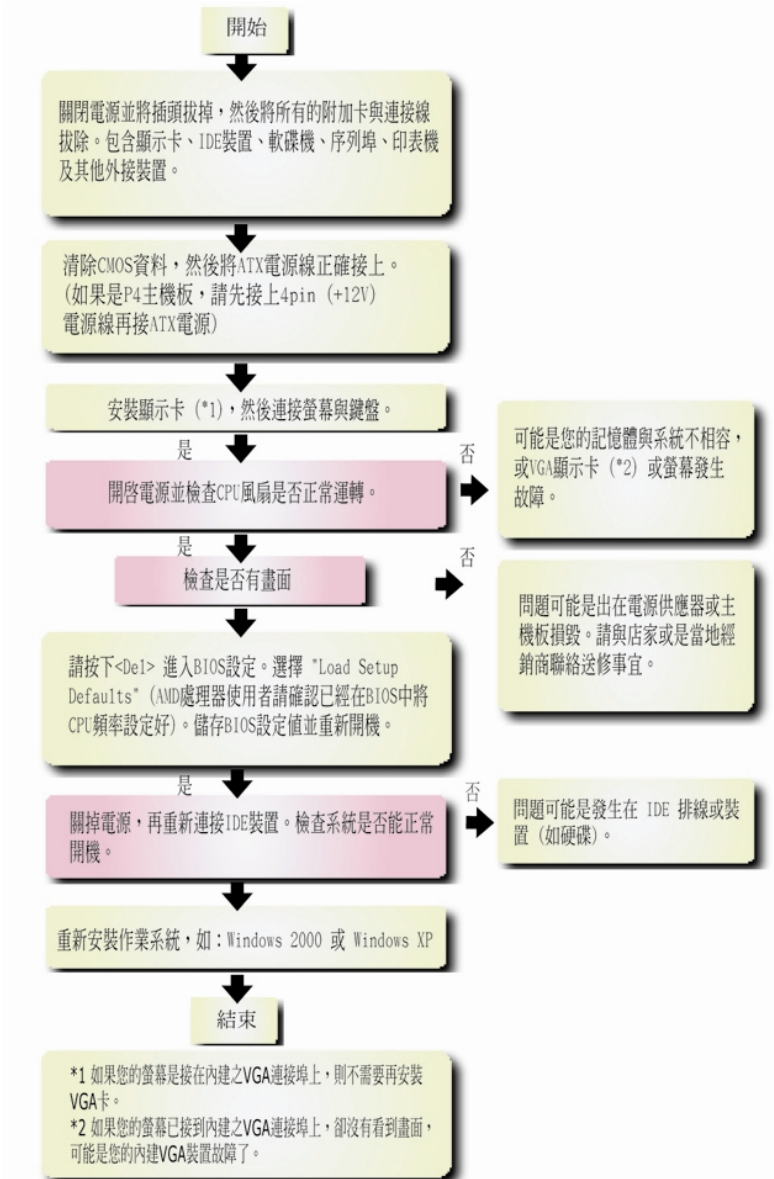 開始
關閉電源並將插頭拔掉，然後將所有的附加卡與連接線
拔除。包含顯示卡、IDE裝置、軟碟機、序列埠、印表機
及其他外接裝置。
清除CMOS資料，然後將ATX電源線正確接上。
(如果是P4主機板，請先接上4pin (+12V)
電源線再接ATX電源)
安裝顯示卡 (*1)，然後連接螢幕與鍵盤。
是
否
開啓電源並檢查CPU風扇是否正常運轉。
可能是您的記憶體與系統不相容，
或VGA顯示卡 (*2) 或螢幕發生
故障。
是
否
檢查是否有畫面
問題可能是出在電源供應器或主
機板損毀。請與店家或是當地經
銷商聯絡送修事宜。
請按下<Del> 進入BIOS設定。選擇 "Load Setup
Defaults" (AMD處理器使用者請確認已經在BIOS中將
CPU頻率設定好)。儲存BIOS設定值並重新開機。
是
否
關掉電源，再重新連接IDE裝置。檢查系統是否能正常
開機。
問題可能是發生在 IDE 排線或裝
置 (如硬碟)。
重新安裝作業系統，如：Windows 2000 或 Windows XP
結束
*1 如果您的螢幕是接在內建之VGA連接埠上，則不需要再安裝
VGA卡。
*2 如果您的螢幕已接到內建之VGA連接埠上，卻沒有看到畫面，
可能是您的內建VGA裝置故障了。